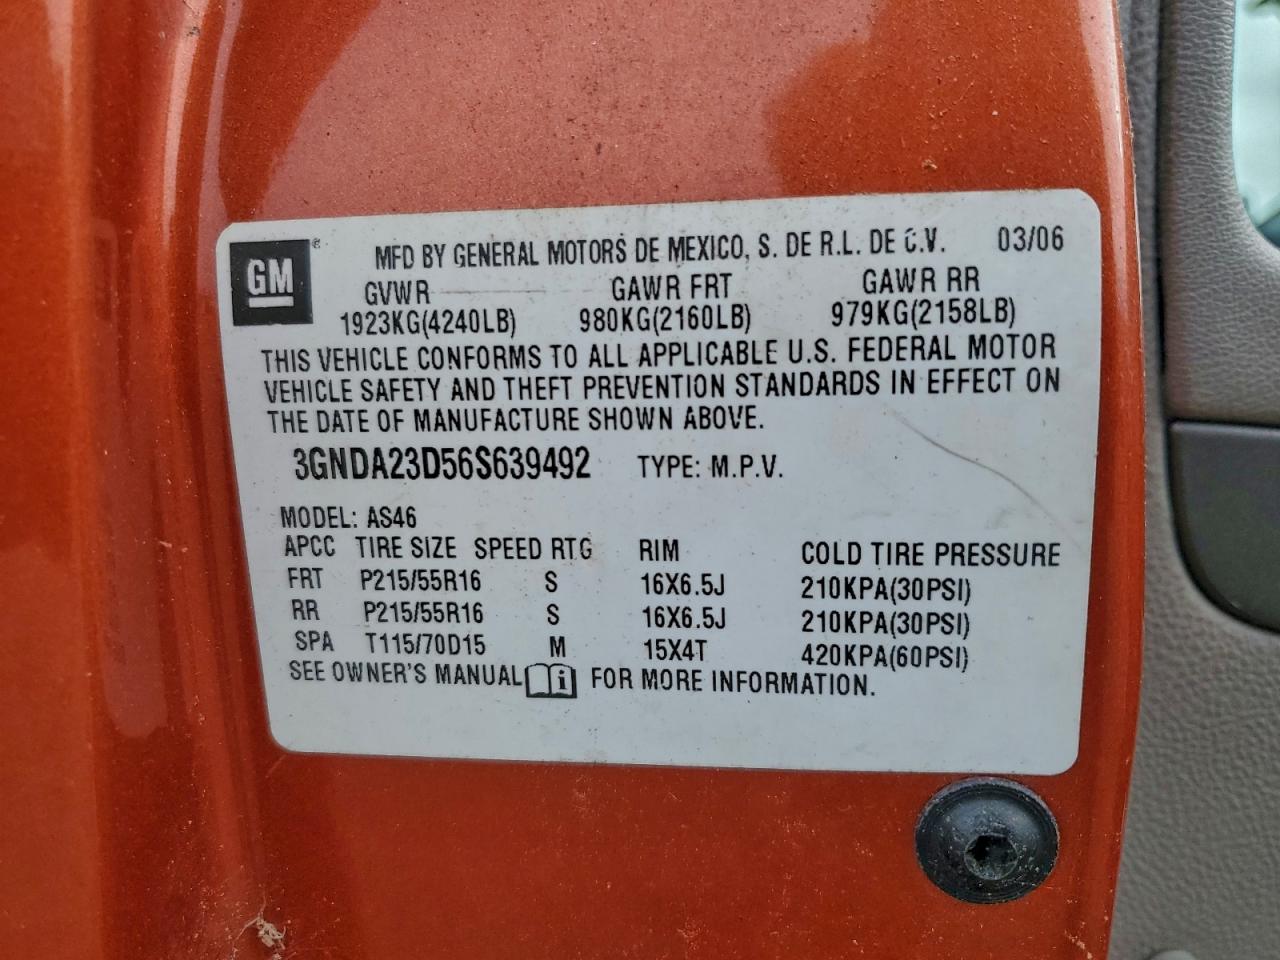 GM® MFD BY GENERAL MOTORS DE MEXICO, S. DE R.L. DE C.V. 03/06
GVWR GAWR FRT GAWR RR
1923KG(4240LB) 980KG(2160LB) 979KG(2158LB)
THIS VEHICLE CONFORMS TO ALL APPLICABLE U.S. FEDERAL MOTOR
VEHICLE SAFETY AND THEFT PREVENTION STANDARDS IN EFFECT ON
THE DATE OF MANUFACTURE SHOWN ABOVE.
3GNDA23D56S639492 TYPE: M.P.V.
MODEL: AS46
APCC TIRE SIZE SPEED RTG RIM COLD TIRE PRESSURE
FRT P215/55R16 S 16X6.5J 210KPA(30PSI)
RR P215/55R16 S 16X6.5J 210KPA(30PSI)
SPA T115/70D15 M 15X4T 420KPA(60PSI)
SEE OWNER'S MANUAL i FOR MORE INFORMATION.